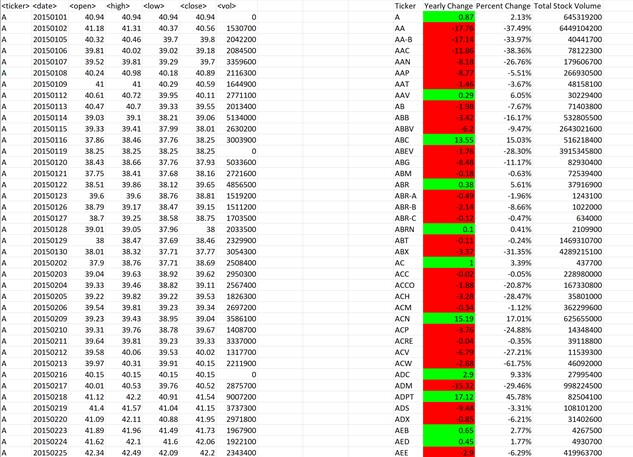 <ticker> <date> <open> <high> <low> <close> <vol> Ticker Yearly Change Percent Change Total Stock Volume
A 20150101 40.94 40.94 40.94 40.94 0 A 0.87 2.13% 645319200
A 20150102 41.18 41.31 40.37 40.56 1530700 AA -17.76 -37.49% 6449104200
A 20150105 40.32 40.46 39.7 39.8 2042200 AA-B -17.14 -33.97% 40441700
A 20150106 39.81 40.02 39.02 39.18 2084500 AAC -11.86 -38.36% 78122300
A 20150107 39.52 39.81 39.29 39.7 3359600 AAN -8.18 -26.76% 41796600
A 20150108 40.24 40.98 40.18 40.89 2116300 AAP -8.77 -5.51% 266930500
A 20150109 41 41 40.29 40.59 1644900 AAT -1.46 -3.67% 48158100
A 20150112 40.61 40.72 39.95 40.11 2771100 AAV 0.29 6.05% 30229400
A 20150113 40.47 40.7 39.33 39.55 2013400 AB -1.98 -7.67% 71403800
A 20150114 39.03 39.1 38.21 39.06 5134000 ABB -3.42 -16.17% 532805500
A 20150115 39.33 39.41 37.99 38.01 2630200 ABBV -6.2 -9.47% 2643021600
A 20150116 37.86 38.46 37.76 38.25 3003900 ABC 13.55 15.03% 516218400
A 20150119 38.25 38.25 38.25 38.25 0 ABEV -1.76 -28.30% 3915345800
A 20150120 38.43 38.66 37.76 37.93 5033600 ABG -8.48 -11.17% 82930400
A 20150121 37.75 38.41 37.68 38.16 2721600 ABM -0.18 -0.63% 72539400
A 20150122 38.51 39.86 38.12 39.65 4856500 ABR 0.38 5.61% 37916900
A 20150123 39.6 39.6 38.76 38.81 1519200 ABR-A -0.49 -1.96% 1243100
A 20150126 38.79 39.17 38.47 39.15 1511200 ABR-B -2.14 -8.66% 1022000
A 20150127 38.7 39.25 38.58 38.75 1703500 ABR-C -0.12 -0.47% 634000
A 20150128 39.01 39.05 37.96 38 2033500 ABRN 0.1 0.41% 2109900
A 20150129 38 38.47 37.69 38.46 2329900 ABT -0.11 -0.24% 1469310700
A 20150130 38.01 38.32 37.71 37.77 3054300 ABX -3.37 -31.35% 4289215100
A 20150202 37.9 38.76 37.71 38.69 2508400 AC 1 3.39% 437700
A 20150203 39.04 39.63 38.92 39.62 2950300 ACC -0.02 -0.05% 228980000
A 20150204 39.33 39.46 38.82 39.11 2567400 ACCO -1.88 -20.87% 167330800
A 20150205 39.22 39.82 39.23 39.53 1826300 ACH -3.28 -28.47% 35801000
A 20150206 39.54 39.81 39.23 39.34 2697200 ACM -0.34 -1.12% 362299600
A 20150209 39.23 39.43 38.95 39.04 3586100 ACN 15.19 17.01% 625655000
A 20150210 39.31 39.76 38.78 39.67 1408700 ACP -3.76 -24.88% 14348400
A 20150211 39.64 39.81 39.23 39.33 3337000 ACRE -0.04 -0.35% 39118800
A 20150212 39.58 40.06 39.53 40.02 1317700 ACV -6.79 -27.21% 11539300
A 20150213 39.97 40.31 39.91 40.15 2211900 ACW -2.68 -61.75% 46092000
A 20150216 40.15 40.15 40.15 40.15 0 ADC 2.9 9.33% 27995400
A 20150217 40.01 40.53 39.76 40.52 2875700 ADM -15.32 -29.46% 998224500
A 20150218 41.12 42.2 40.91 41.54 9007200 ADPT 17.12 45.78% 82504100
A 20150219 41.4 41.57 41.04 41.15 3737300 ADS -9.48 -3.31% 108101200
A 20150220 41.09 42.11 40.88 41.95 2971800 ADX -0.85 -6.21% 31402600
A 20150223 41.89 41.96 41.49 41.73 1967900 AEB 0.65 2.77% 4267500
A 20150224 41.62 42.1 41.6 42.06 1922100 AED 0.45 1.77% 4930700
A 20150225 42.34 42.49 42.09 42.2 2373400 AEE -2.9 -6.29% 419963700